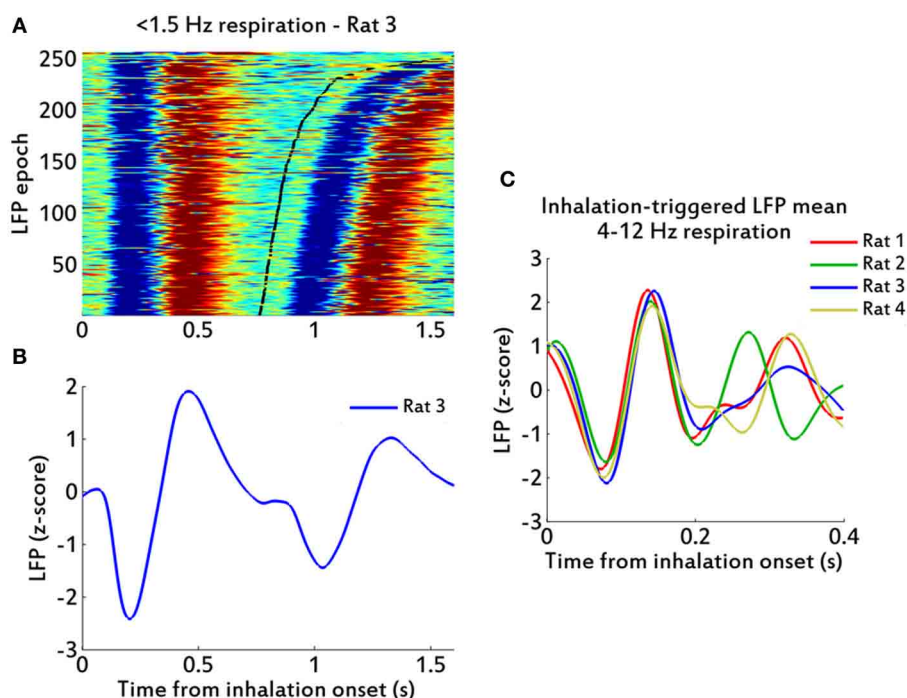 A
<1.5 Hz respiration - Rat 3
LFP epoch
250
200
150
100
50
0
0.5
1
1.5
B
LFP (z-score)
2
1
0
-1
-2
-3
Rat 3
0
0.5
1
1.5
Time from inhalation onset (s)
C
Inhalation-triggered LFP mean
4-12 Hz respiration
Rat 1
Rat 2
Rat 3
Rat 4
LFP (z-score)
3
2
1
0
-1
-2
-3
0
0.2
0.4
Time from inhalation onset (s)